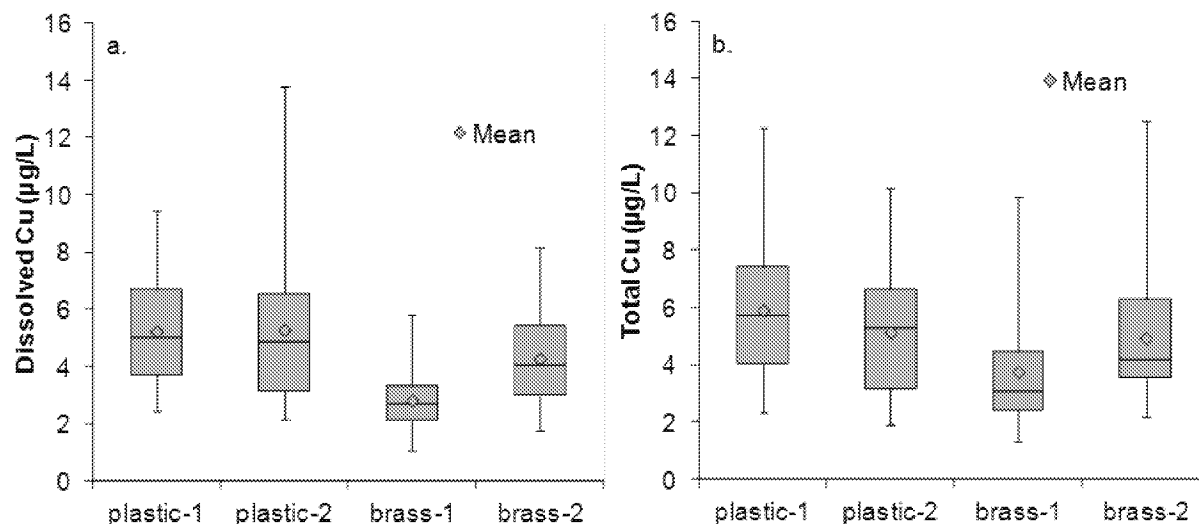 a.
Mean
Dissolved Cu (µg/L)
16
14
12
10
8
6
4
2
0
plastic-1 plastic-2 brass-1 brass-2
b.
Mean
Total Cu (µg/L)
16
14
12
10
8
6
4
2
0
plastic-1 plastic-2 brass-1 brass-2